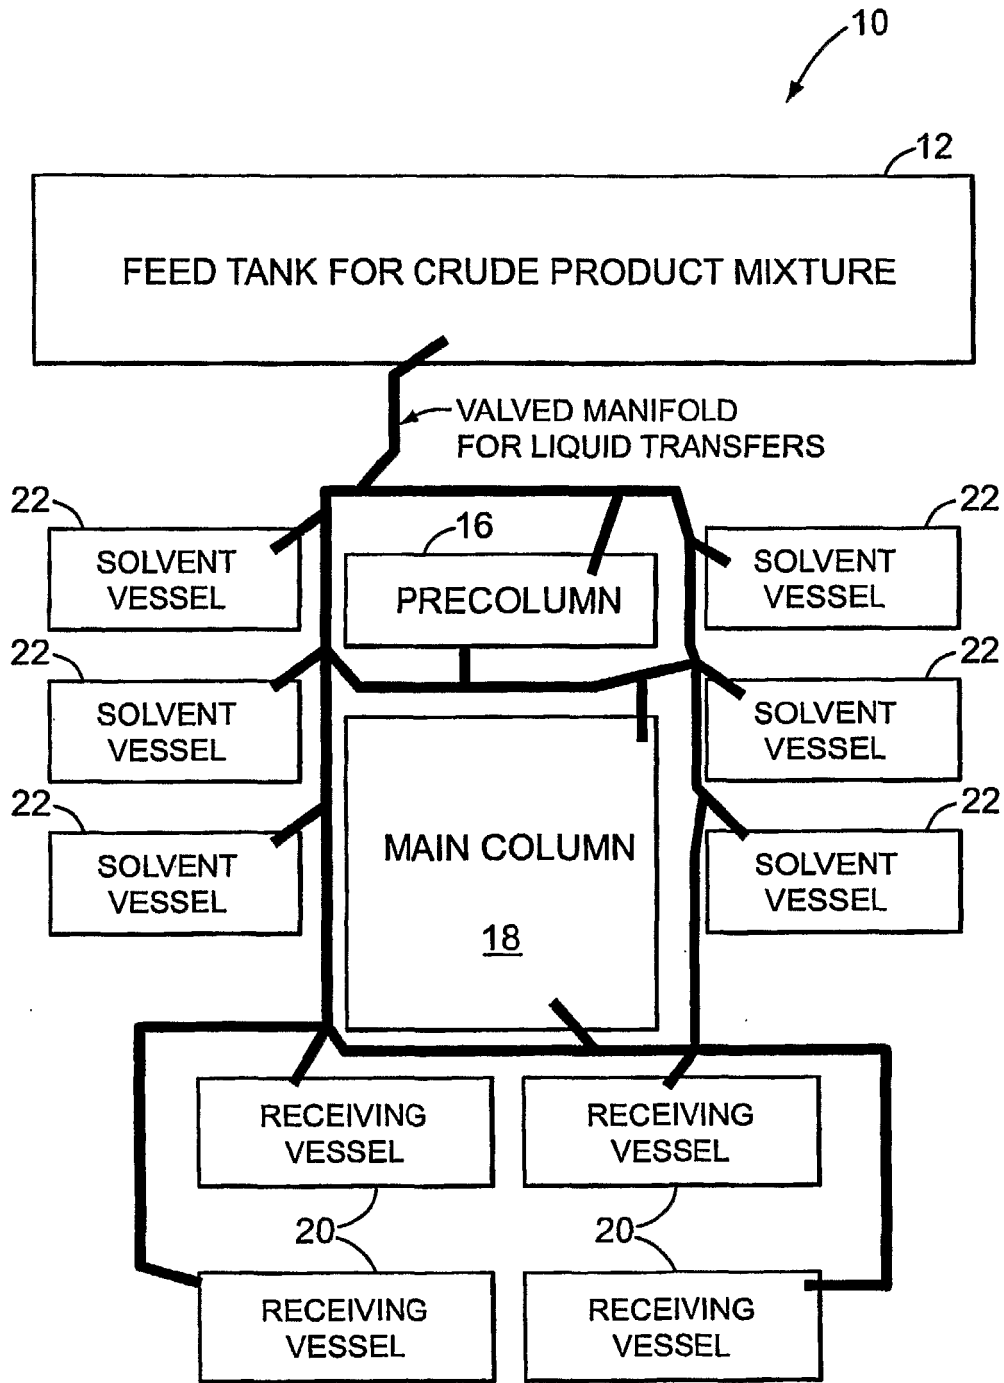 10
12
FEED TANK FOR CRUDE PRODUCT MIXTURE
VALVED MANIFOLD
FOR LIQUID TRANSFERS
22
SOLVENT
VESSEL
16
PRECOLUMN
22
SOLVENT
VESSEL
22
SOLVENT
VESSEL
22
SOLVENT
VESSEL
22
SOLVENT
VESSEL
MAIN COLUMN
18
22
SOLVENT
VESSEL
RECEIVING
VESSEL
RECEIVING
VESSEL
20
20
RECEIVING
VESSEL
RECEIVING
VESSEL